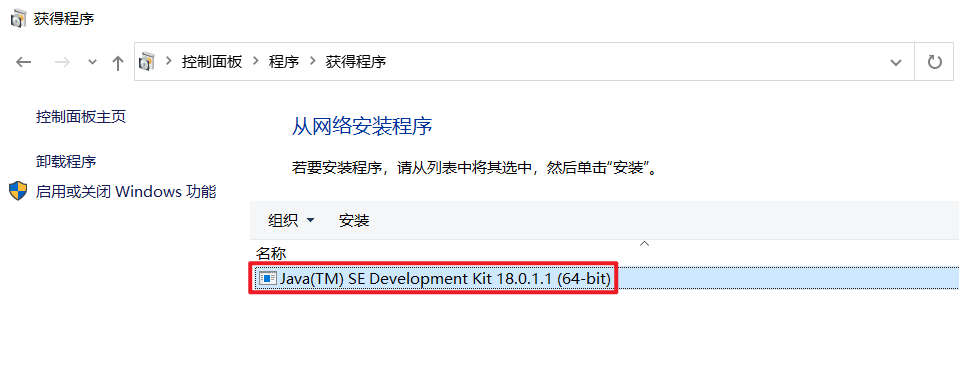 获得程序
控制面板 程序 获得程序
控制面板主页
卸载程序
启用或关闭 Windows 功能
从网络安装程序
若要安装程序，请从列表中将其选中，然后单击“安装”。
组织 安装
名称
Java(TM) SE Development Kit 18.0.1.1 (64-bit)